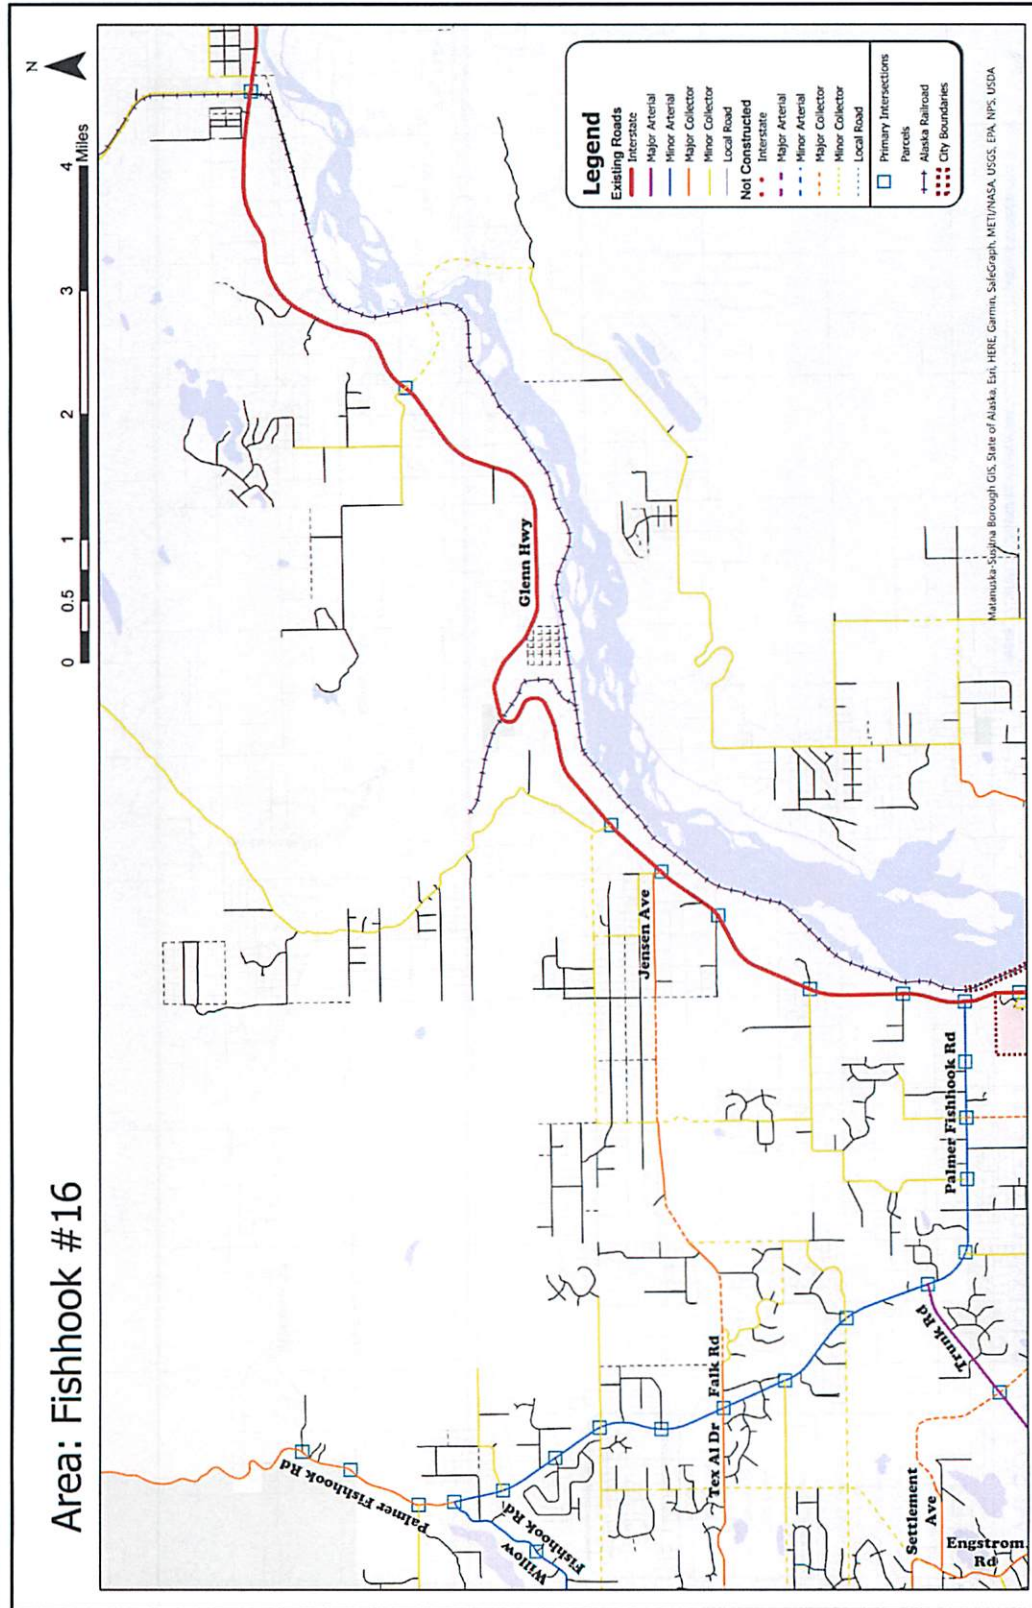 Area: Fishhook #16
N
0 0.5 1 2 3 4
Miles
Glenn Hwy
Jensen Ave
Palmer Fishhook Rd
Palmer Fishhook Rd
Willow
Fishhook Rd
Tex Al Dr
Falk Rd
Trunk Rd
Settlement
Ave
Engstrom
Rd
Legend
Existing Roads
Interstate
Major Arterial
Minor Arterial
Major Collector
Minor Collector
Local Road
Not Constructed
Interstate
Major Arterial
Minor Arterial
Major Collector
Minor Collector
Local Road
Primary Intersections
Parcels
Alaska Railroad
City Boundaries
Matanuska-Susitna Borough GIS, State of Alaska, Esri, HERE, Garmin, SafeGraph, METI/NASA, USGS, EPA, NPS, USDA